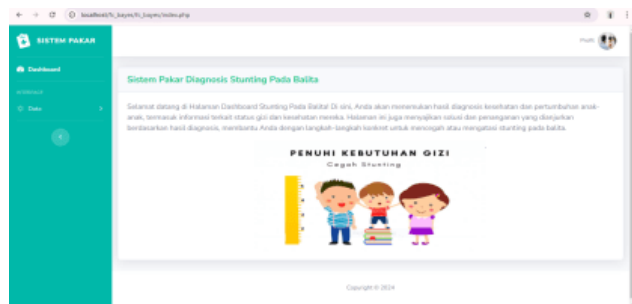 localhost/fc_bayes/fc_bayes/index.php
SISTEM PAKAR
Dashboard
INTERFACE
Data
Profil
Sistem Pakar Diagnosis Stunting Pada Balita
Selamat datang di Halaman Dashboard Stunting Pada Balita! Di sini, Anda akan menemukan hasil diagnosis kesehatan dan pertumbuhan anak-
anak, termasuk informasi terkait status gizi dan kesehatan mereka. Halaman ini juga menyajikan solusi dan penanganan yang dianjurkan
berdasarkan hasil diagnosis, membantu Anda dengan langkah-langkah konkret untuk mencegah atau mengatasi stunting pada balita.
PENUHI KEBUTUHAN GIZI
Cegah Stunting
Copyright © 2024